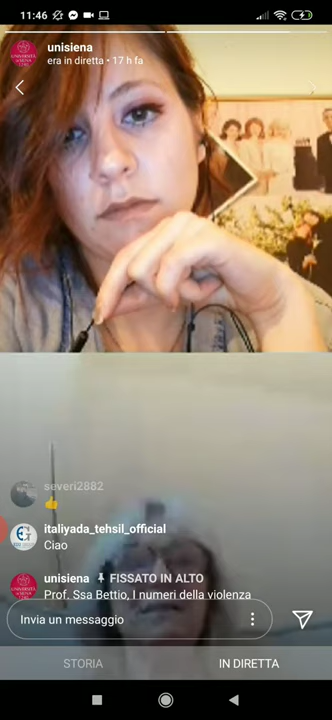 11:46
unisiena
era in diretta • 17 h fa
severi2882
👍
italiyada_tehsil_official
Ciao
unisiena FISSATO IN ALTO
Prof. Ssa Bettio, I numeri della violenza
Invia un messaggio
STORIA IN DIRETTA